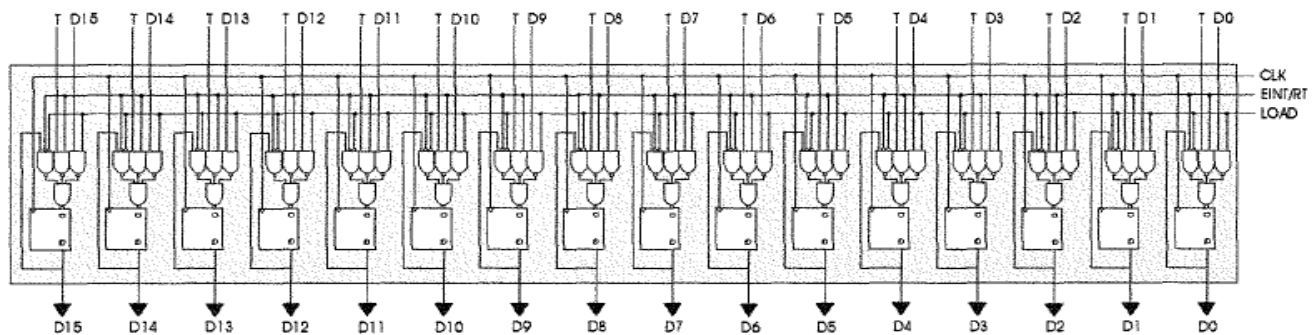 T D15 T D14 T D13 T D12 T D11 T D10 T D9 T D8 T D7 T D6 T D5 T D4 T D3 T D2 T D1 T D0
CLK
EINT/RT
LOAD
D15 D14 D13 D12 D11 D10 D9 D8 D7 D6 D5 D4 D3 D2 D1 D0